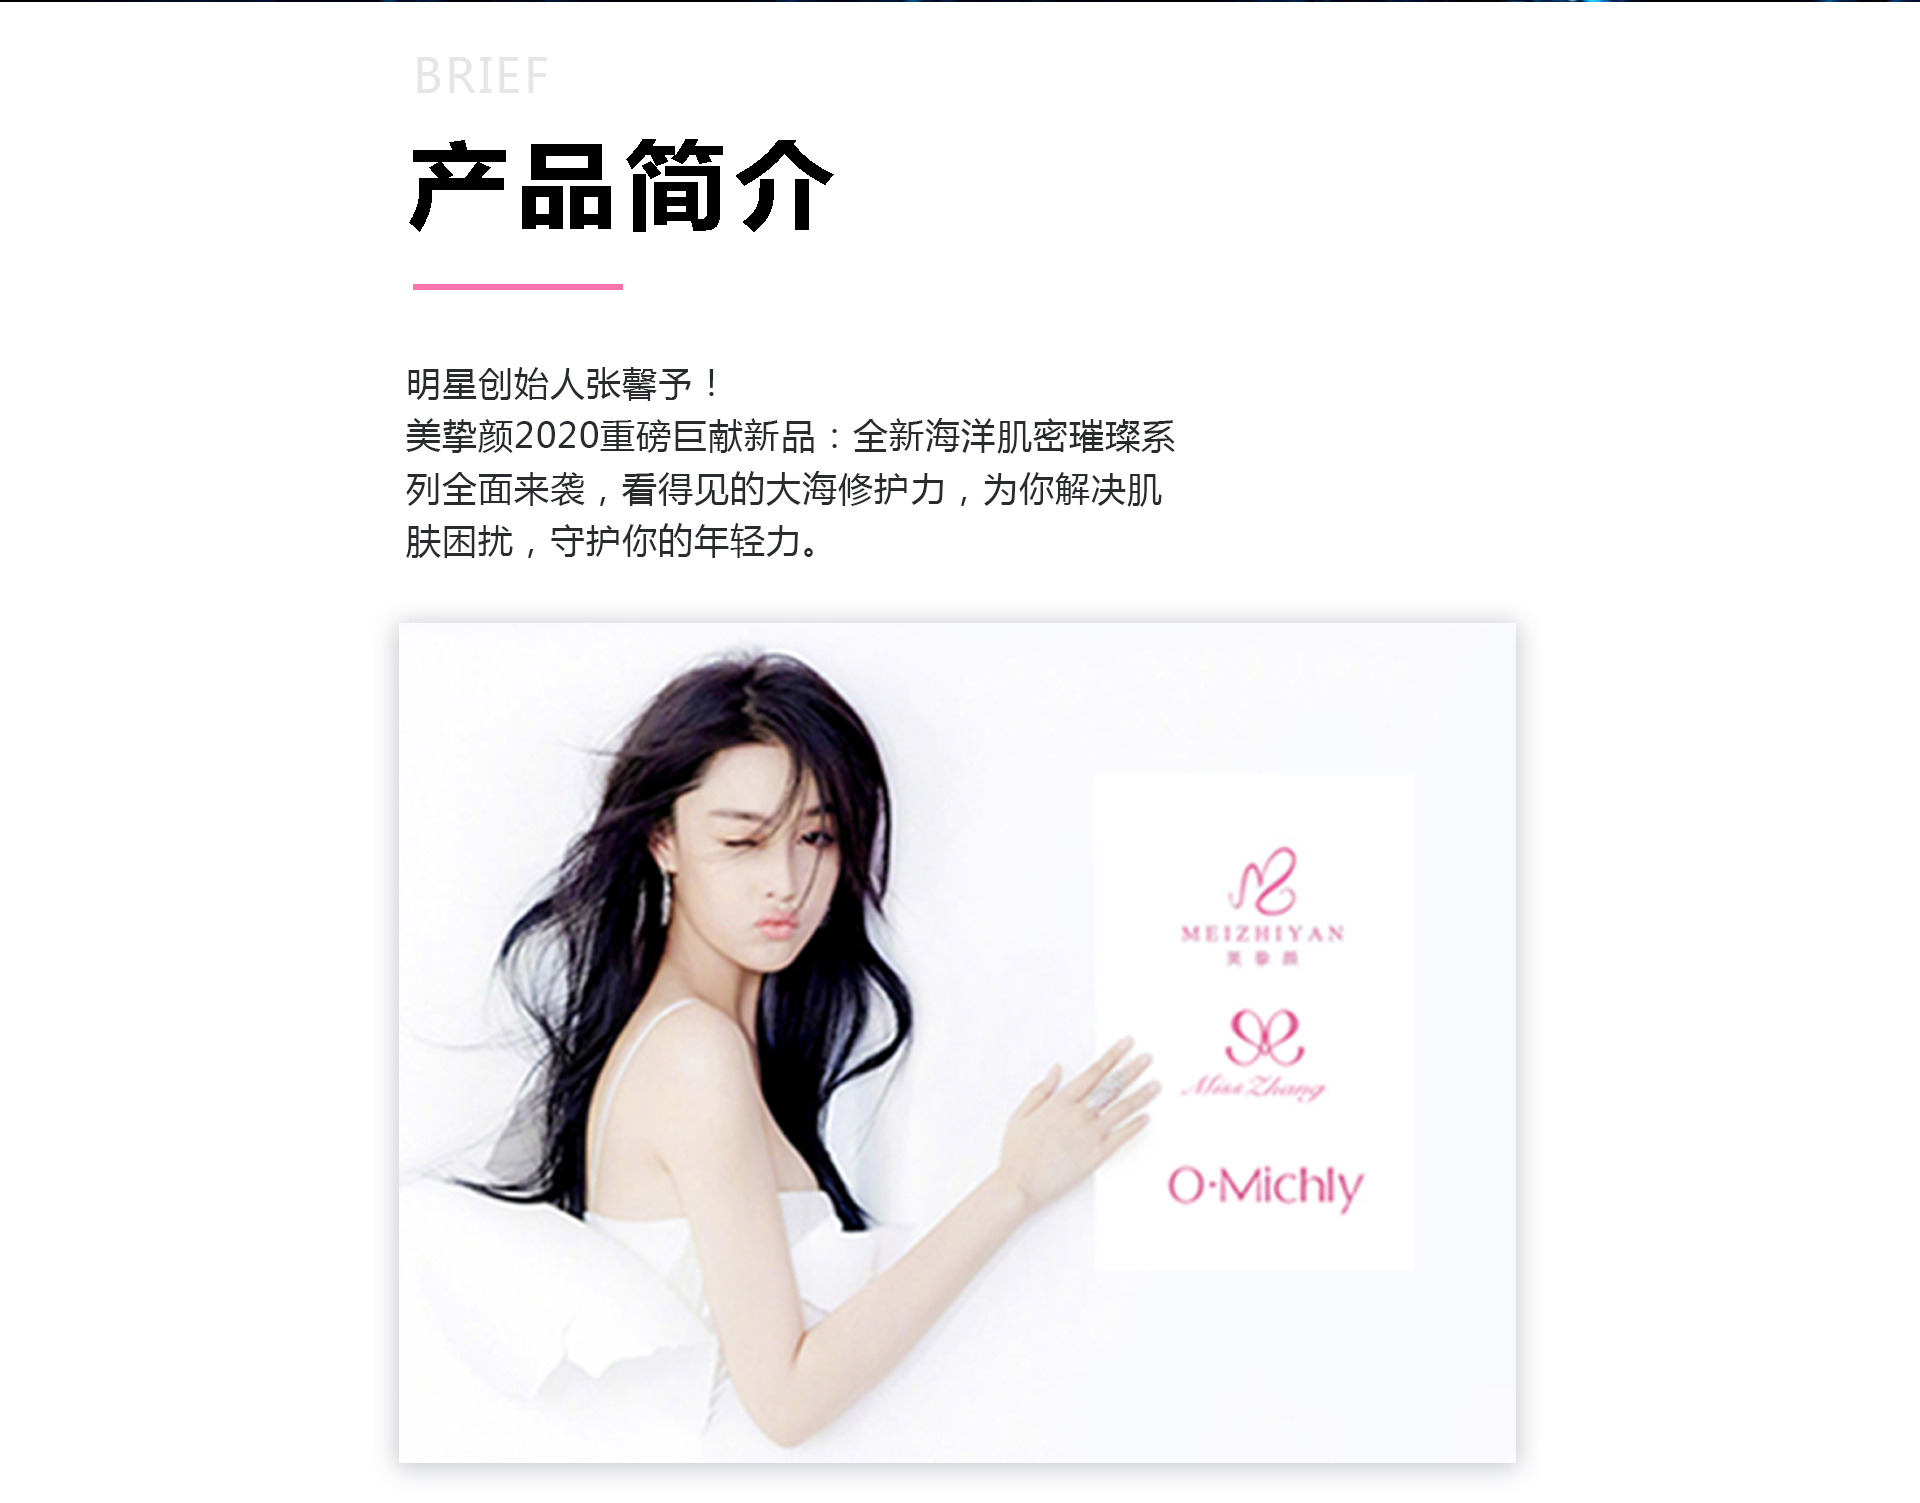 BRIEF
产品简介
明星创始人张馨予！
美挚颜2020重磅巨献新品：全新海洋肌密璀璨系
列全面来袭，看得见的大海修护力，为你解决肌
肤困扰，守护你的年轻力。
MEIZHIYAN
美挚颜
Miss Zhang
O·Michly